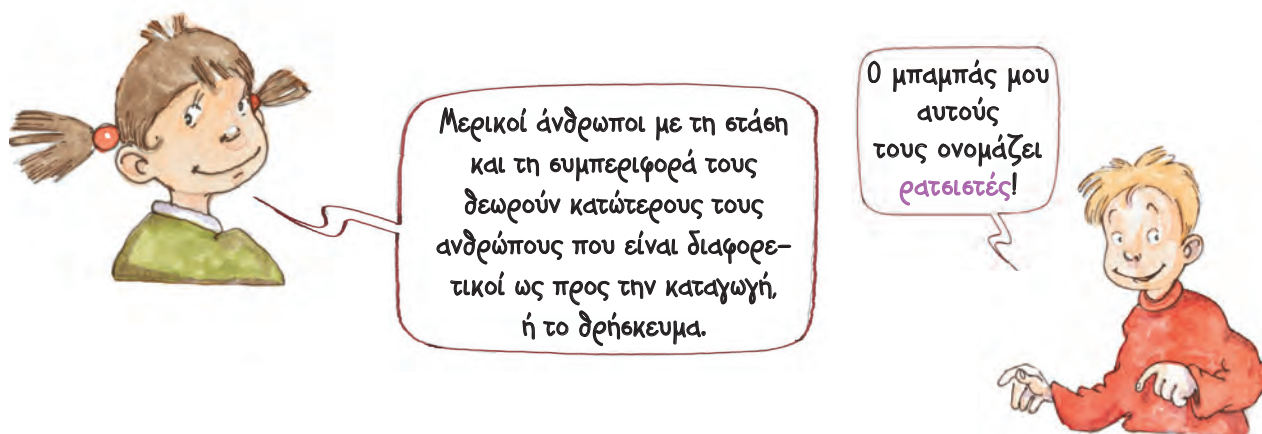 Μερικοί άνθρωποι με τη στάση
και τη συμπεριφορά τους
θεωρούν κατώτερους τους
ανθρώπους που είναι διαφορε-
τικοί ως προς την καταγωγή,
ή το θρήσκευμα.
Ο μπαμπάς μου
αυτούς
τους ονομάζει
ρατσιστές!